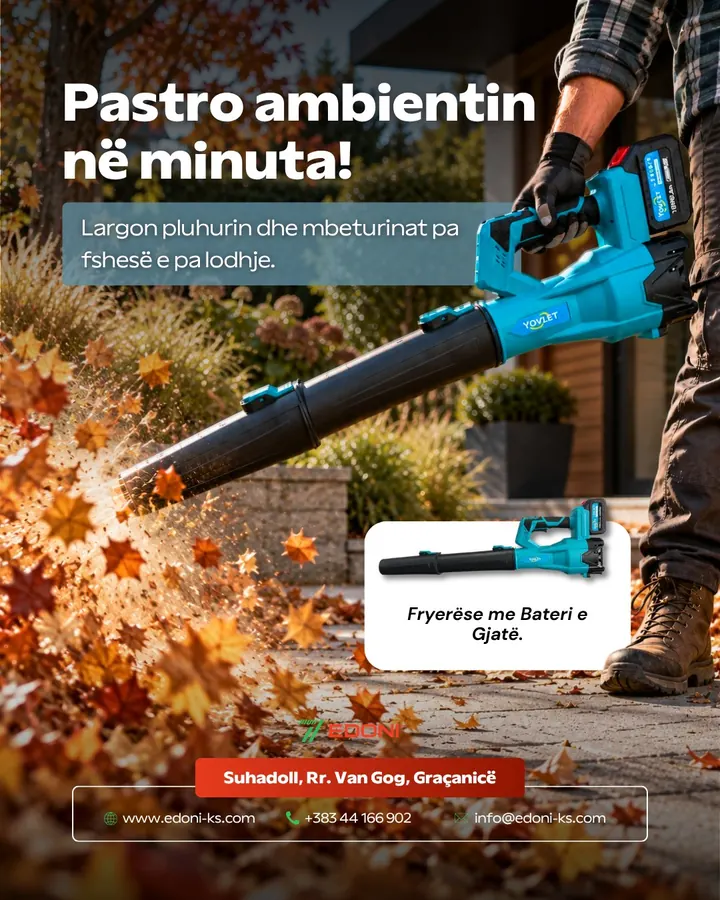 Pastro ambientin
në minuta!
Largon pluhurin dhe mbeturinat pa
fshesë e pa lodhje.
YOVLET
Fryerëse me Bateri e
Gjatë.
EDONI
Suhadoll, Rr. Van Gog, Graçanicë
www.edoni-ks.com
+383 44 166 902
info@edoni-ks.com